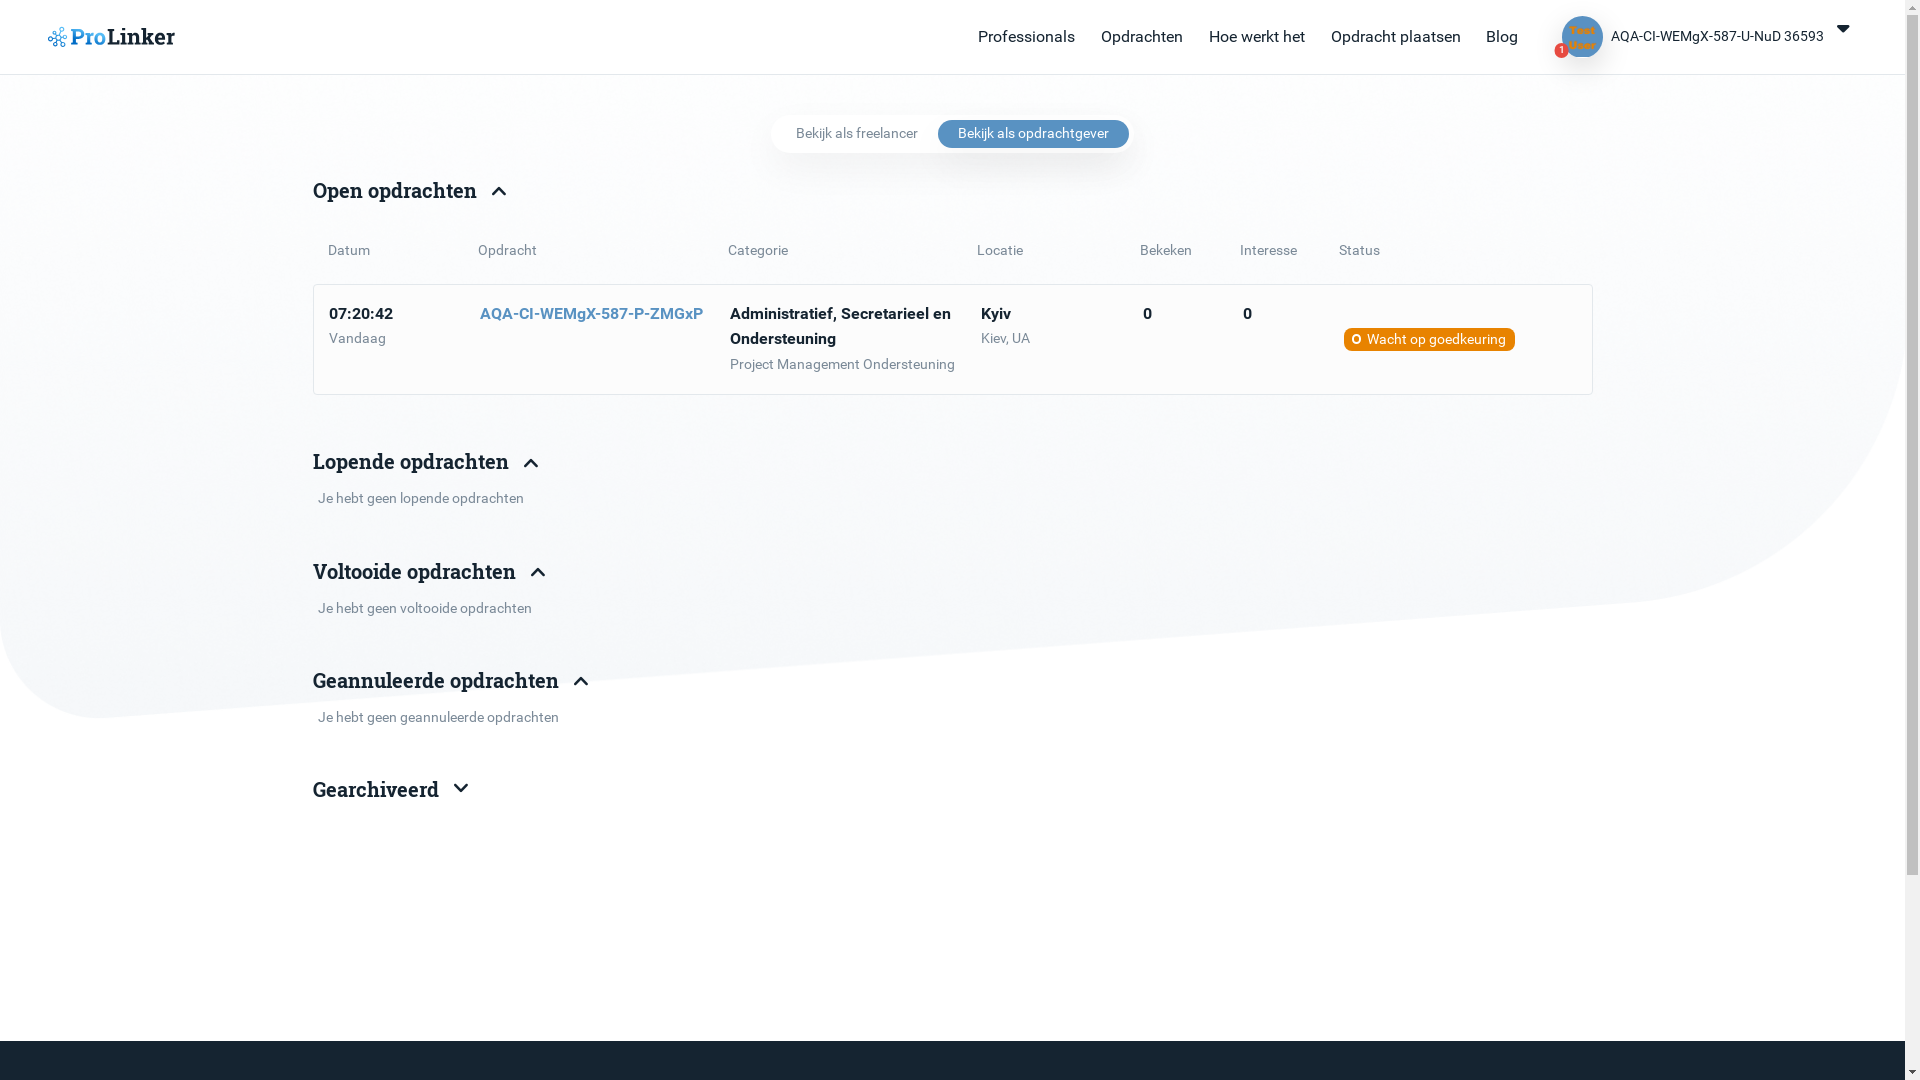 ProLinker
Professionals
Opdrachten
Hoe werkt het
Opdracht plaatsen
Blog
Test
User
1
AQA-CI-WEMgX-587-U-NuD 36593
Bekijk als freelancer
Bekijk als opdrachtgever
Open opdrachten
Datum
Opdracht
Categorie
Locatie
Bekeken
Interesse
Status
07:20:42
Vandaag
AQA-CI-WEMgX-587-P-ZMGxP
Administratief, Secretarieel en
Ondersteuning
Project Management Ondersteuning
Kyiv
Kiev, UA
0
0
Wacht op goedkeuring
Lopende opdrachten
Je hebt geen lopende opdrachten
Voltooide opdrachten
Je hebt geen voltooide opdrachten
Geannuleerde opdrachten
Je hebt geen geannuleerde opdrachten
Gearchiveerd